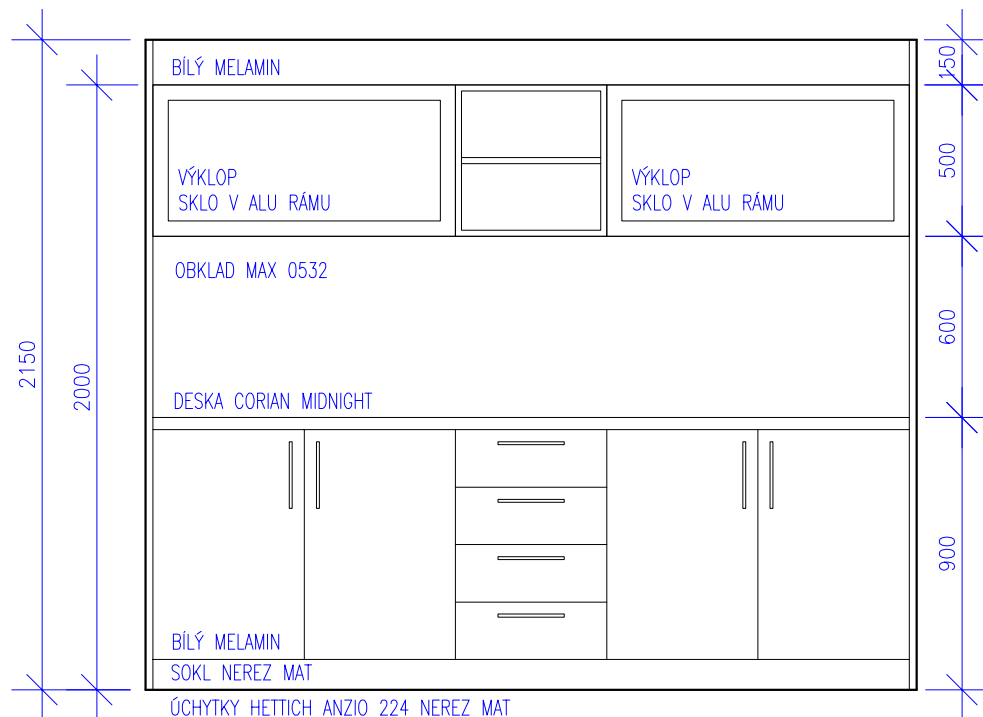 BÍLÝ MELAMIN
150
VÝKLOP
SKLO V ALU RÁMU
VÝKLOP
SKLO V ALU RÁMU
500
OBKLAD MAX 0532
600
2150
2000
DESKA CORIAN MIDNIGHT
900
BÍLÝ MELAMIN
SOKL NEREZ MAT
ÚCHYTKY HETTICH ANZIO 224 NEREZ MAT